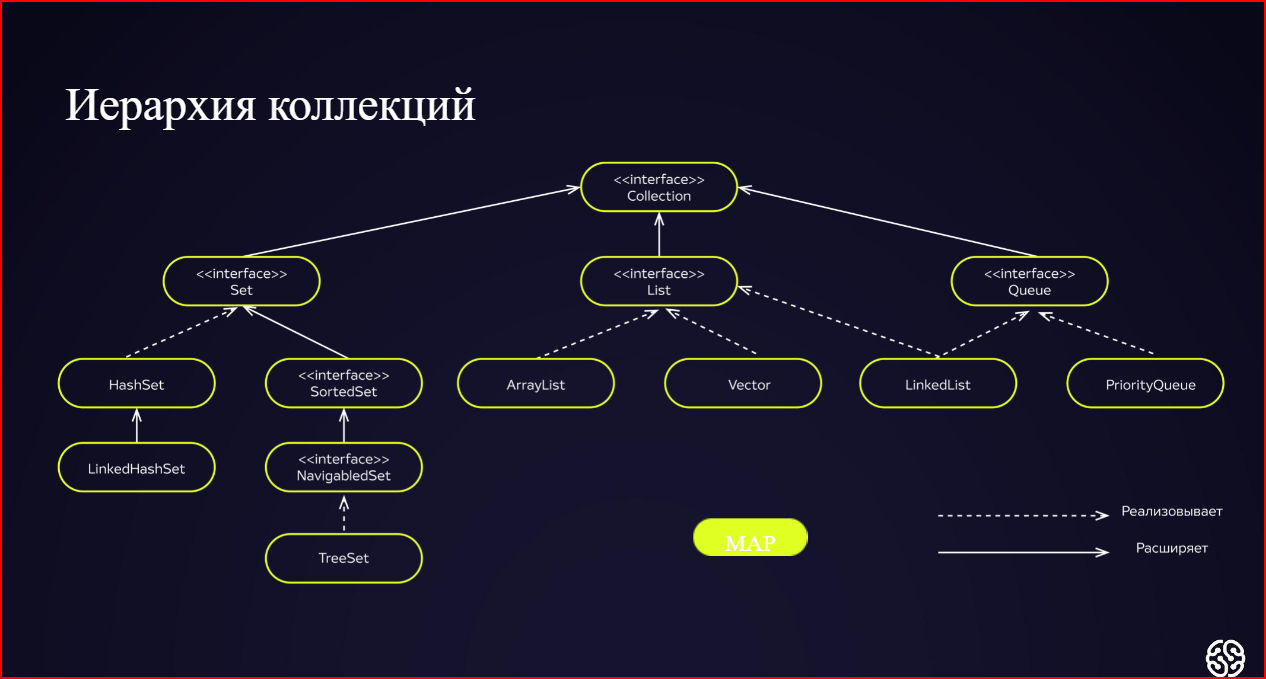 Иерархия коллекций
<<interface>>
Collection
<<interface>>
Set
<<interface>>
List
<<interface>>
Queue
HashSet
<<interface>>
SortedSet
ArrayList
Vector
LinkedList
PriorityQueue
LinkedHashSet
<<interface>>
NavigabledSet
TreeSet
MAP
Реализовывает
Расширяет